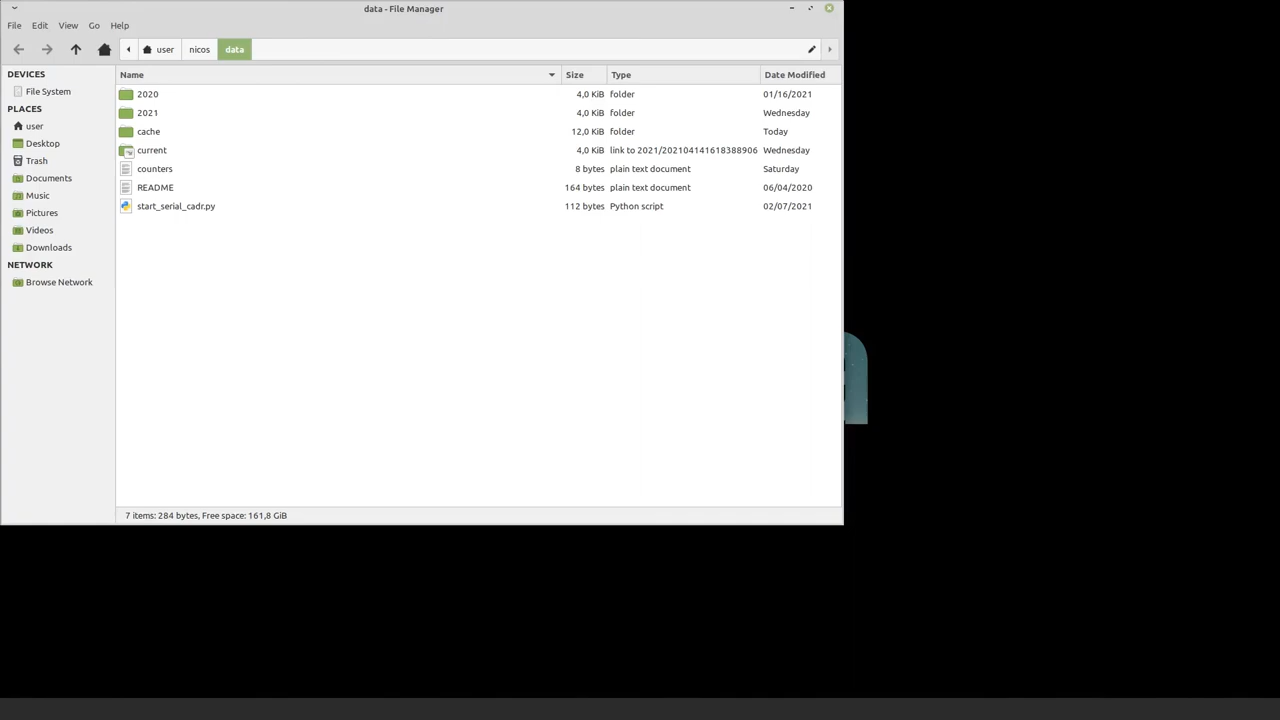 data - File Manager
File Edit View Go Help
user nicos data
DEVICES
File System
PLACES
user
Desktop
Trash
Documents
Music
Pictures
Videos
Downloads
NETWORK
Browse Network
Name Size Type Date Modified
2020 4,0 KiB folder 01/16/2021
2021 4,0 KiB folder Wednesday
cache 12,0 KiB folder Today
current 4,0 KiB link to 2021/202104141618388906 Wednesday
counters 8 bytes plain text document Saturday
README 164 bytes plain text document 06/04/2020
start_serial_cadr.py 112 bytes Python script 02/07/2021
7 items: 284 bytes, Free space: 161,8 GiB